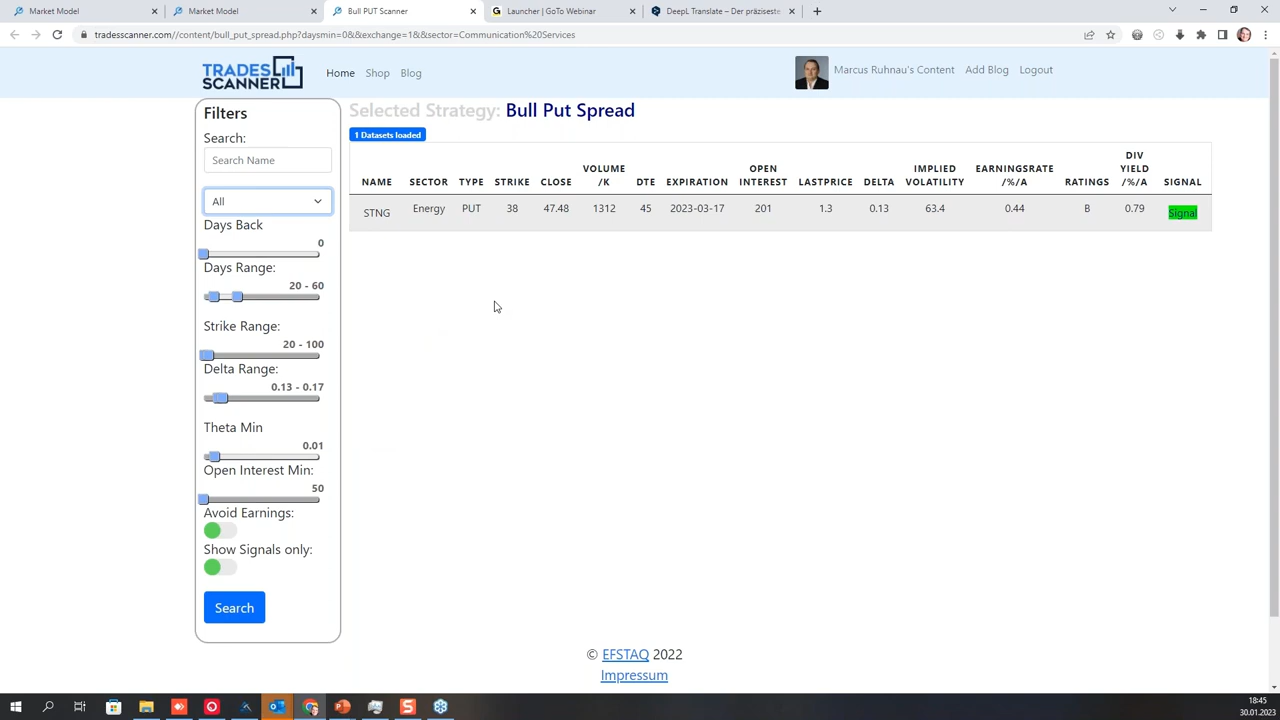 Market Model
Market Model
Bull PUT Scanner
Launcher | GoTo Webinar
DeepL Translate – Der präziseste
tradesscanner.com//content/bull_put_spread.php?daysmin=0&&exchange=1&&sector=Communication%20Services
TRADES
SCANNER
Home
Shop
Blog
Marcus Ruhnau's Content
Add Blog
Logout
Filters
Search:
Search Name
All
Days Back
0
Days Range:
20 - 60
Strike Range:
20 - 100
Delta Range:
0.13 - 0.17
Theta Min
0.01
Open Interest Min:
50
Avoid Earnings:
Show Signals only:
Search
Selected Strategy: Bull Put Spread
1 Datasets loaded
NAME SECTOR TYPE STRIKE CLOSE VOLUME /K DTE EXPIRATION OPEN INTEREST LASTPRICE DELTA IMPLIED VOLATILITY EARNINGSRATE /%/A RATINGS DIV YIELD /%/A SIGNAL
STNG Energy PUT 38 47.48 1312 45 2023-03-17 201 1.3 0.13 63.4 0.44 B 0.79 Signal
© EFSTAQ 2022
Impressum
18:45
30.01.2023